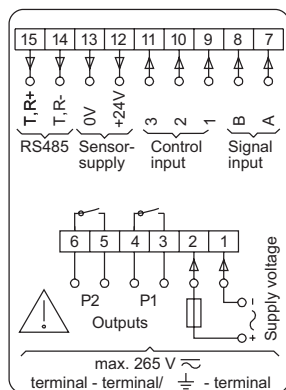 15 14 13 12 11 10 9 8 7
T,R+ T,R- 0V +24V 3 2 1 B A
RS485 Sensor- supply Control input Signal input
6 5 4 3 2 1
P2 P1
Outputs
Supply voltage
- +
max. 265 V
terminal - terminal/ - terminal